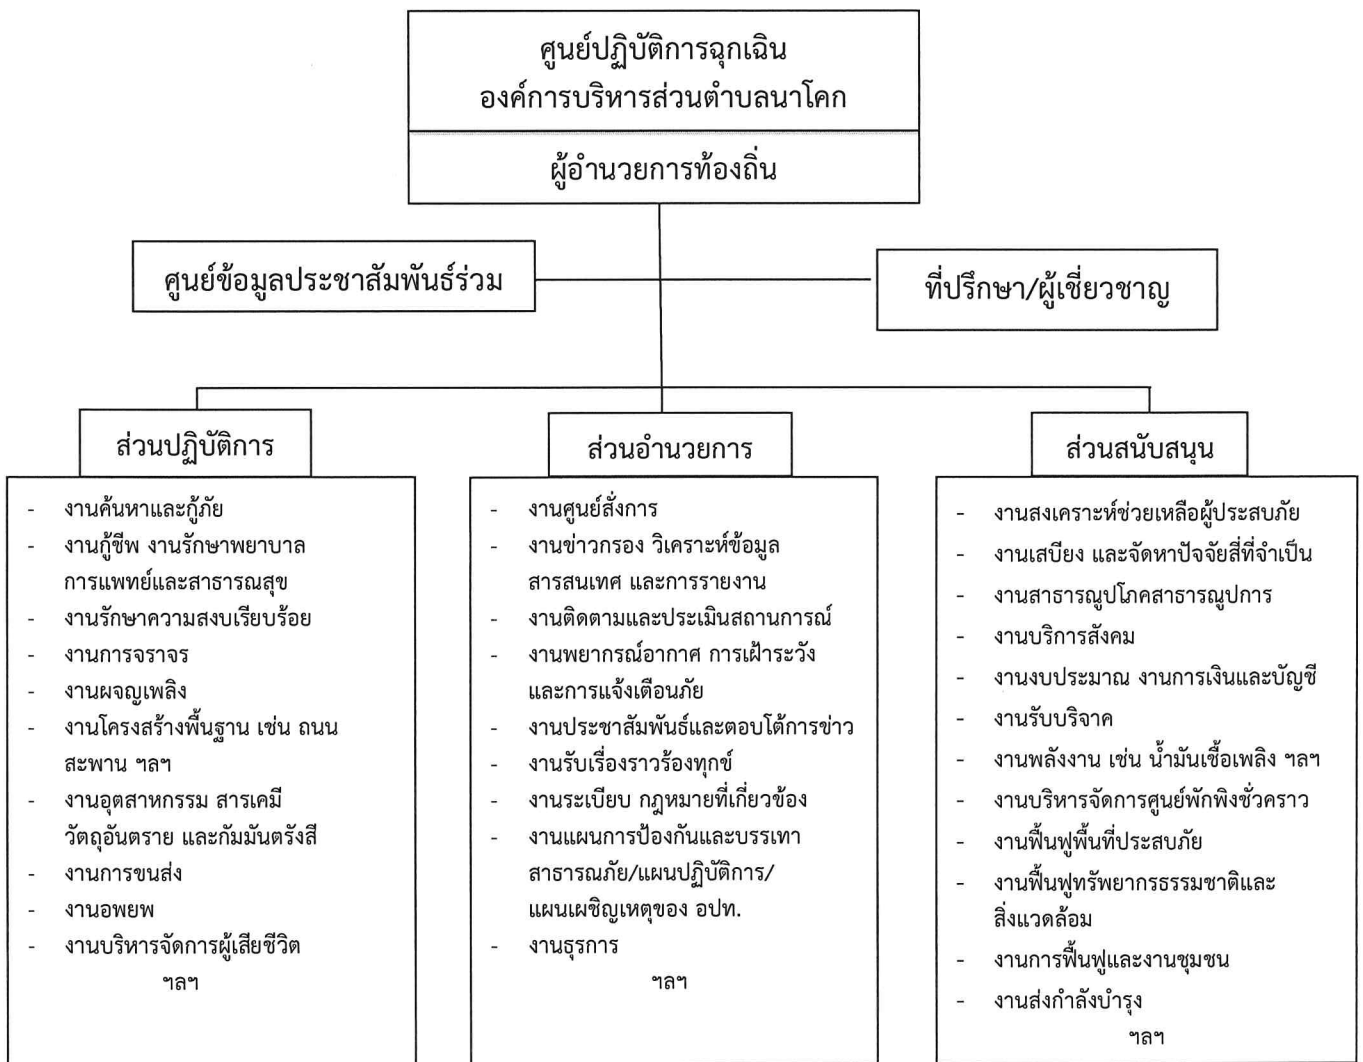 ศูนย์ปฏิบัติการฉุกเฉิน
องค์การบริหารส่วนตำบลนาโคก
ผู้อำนวยการท้องถิ่น
ศูนย์ข้อมูลประชาสัมพันธ์ร่วม
ที่ปรึกษา/ผู้เชี่ยวชาญ
ส่วนปฏิบัติการ
- งานค้นหาและกู้ภัย
- งานกู้ชีพ งานรักษาพยาบาล
การแพทย์และสาธารณสุข
- งานรักษาความสงบเรียบร้อย
- งานการจราจร
- งานผจญเพลิง
- งานโครงสร้างพื้นฐาน เช่น ถนน
สะพาน ฯลฯ
- งานอุตสาหกรรม สารเคมี
วัตถุอันตราย และกัมมันตรังสี
- งานการขนส่ง
- งานอพยพ
- งานบริหารจัดการผู้เสียชีวิต
ฯลฯ
ส่วนอำนวยการ
- งานศูนย์สั่งการ
- งานข่าวกรอง วิเคราะห์ข้อมูล
สารสนเทศ และการรายงาน
- งานติดตามและประเมินสถานการณ์
- งานพยากรณ์อากาศ การเฝ้าระวัง
และการแจ้งเตือนภัย
- งานประชาสัมพันธ์และตอบโต้การข่าว
- งานรับเรื่องราวร้องทุกข์
- งานระเบียบ กฎหมายที่เกี่ยวข้อง
- งานแผนการป้องกันและบรรเทา
สาธารณภัย/แผนปฏิบัติการ/
แผนเผชิญเหตุของ อปท.
- งานธุรการ
ฯลฯ
ส่วนสนับสนุน
- งานสงเคราะห์ช่วยเหลือผู้ประสบภัย
- งานเสบียง และจัดหาปัจจัยสี่ที่จำเป็น
- งานสาธารณูปโภคสาธารณูปการ
- งานบริการสังคม
- งานงบประมาณ งานการเงินและบัญชี
- งานรับบริจาค
- งานพลังงาน เช่น น้ำมันเชื้อเพลิง ฯลฯ
- งานบริหารจัดการศูนย์พักพิงชั่วคราว
- งานฟื้นฟูพื้นที่ประสบภัย
- งานฟื้นฟูทรัพยากรธรรมชาติและ
สิ่งแวดล้อม
- งานการฟื้นฟูและงานชุมชน
- งานส่งกำลังบำรุง
ฯลฯ